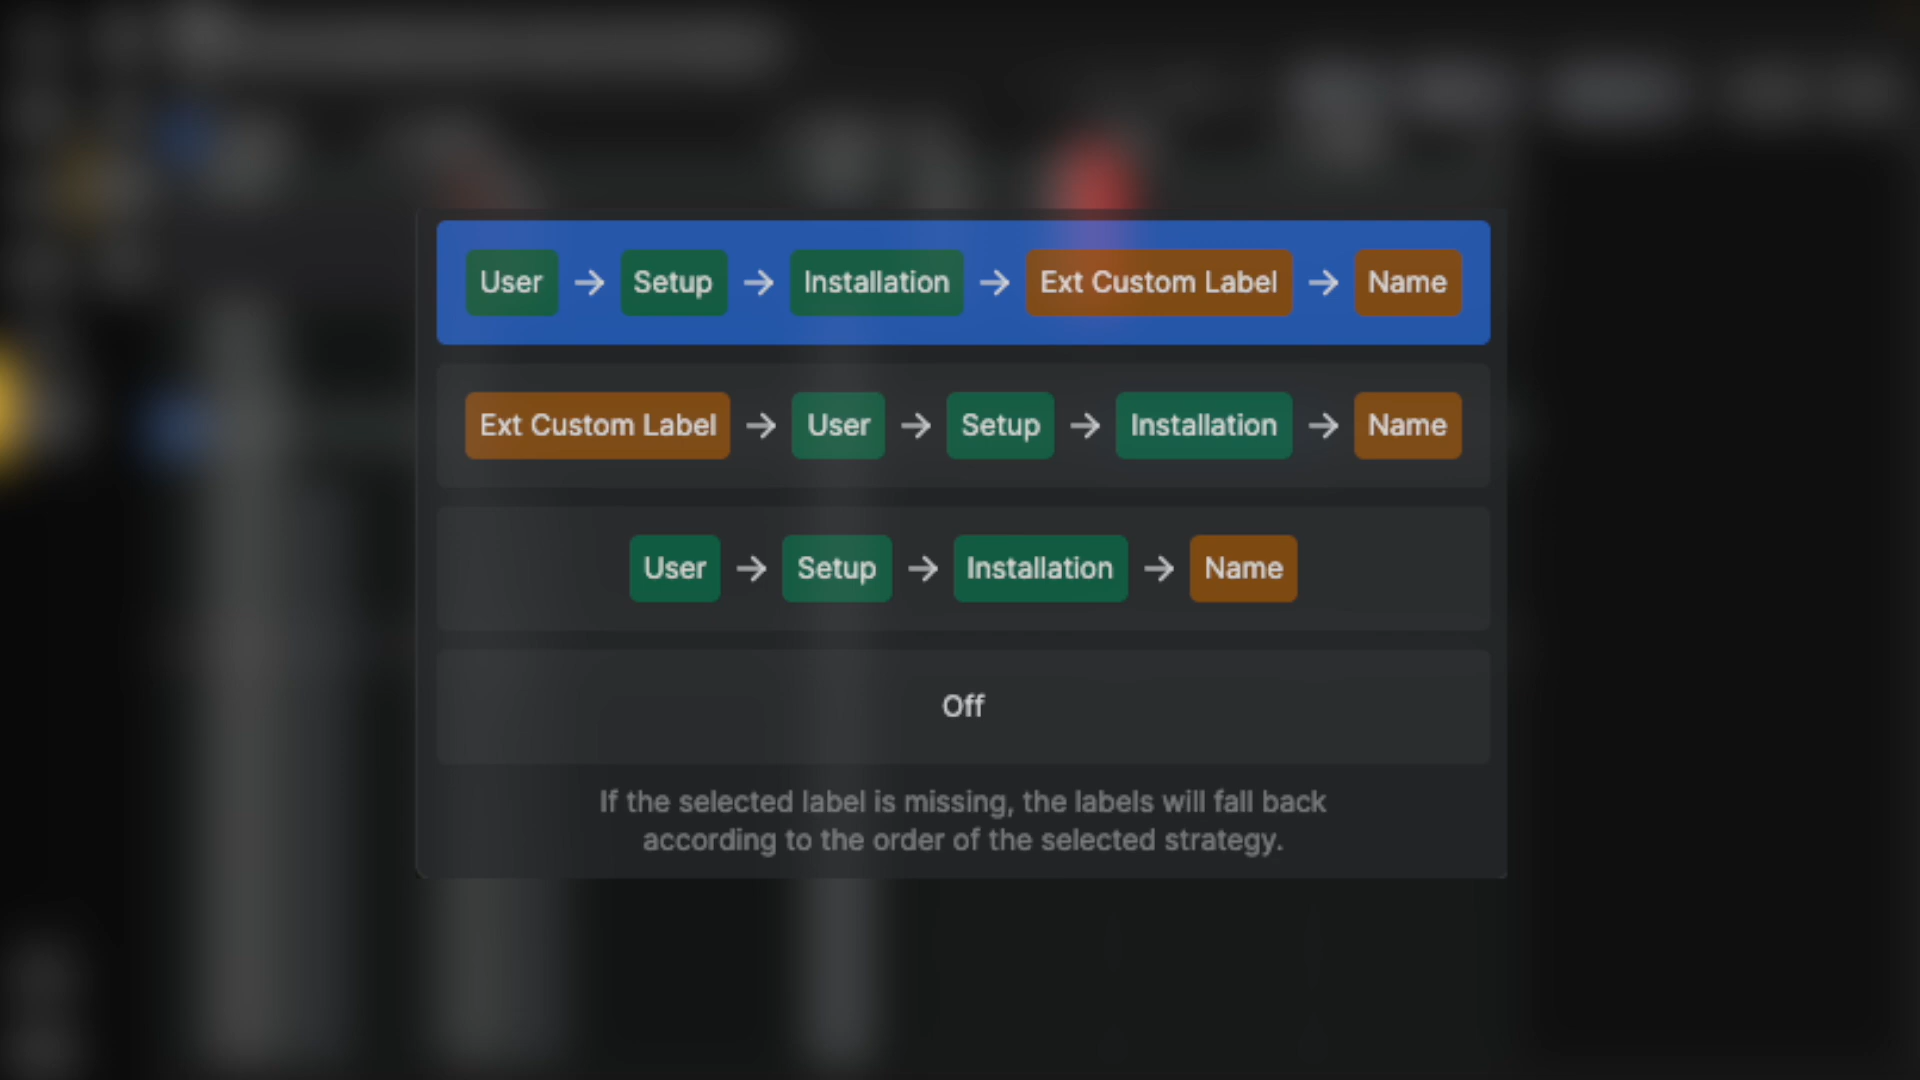 User → Setup → Installation → Ext Custom Label → Name
Ext Custom Label → User → Setup → Installation → Name
User → Setup → Installation → Name
Off
If the selected label is missing, the labels will fall back
according to the order of the selected strategy.